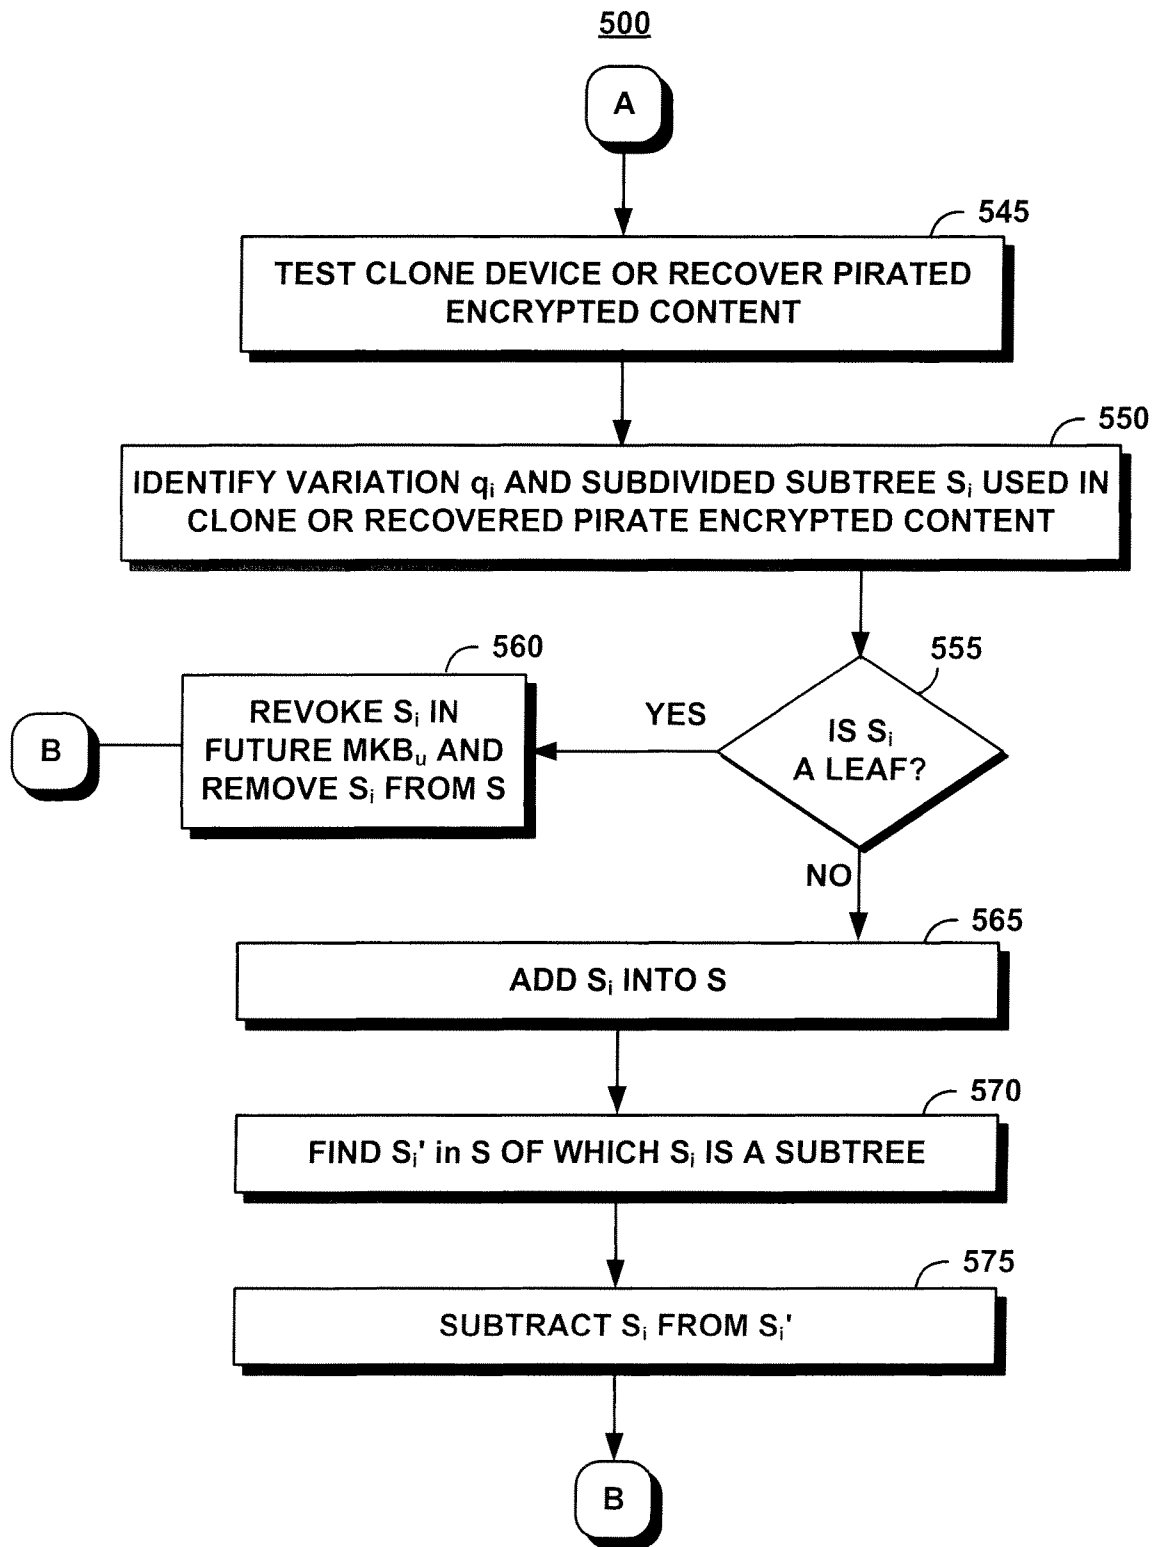 500
A
545
TEST CLONE DEVICE OR RECOVER PIRATED
ENCRYPTED CONTENT
550
IDENTIFY VARIATION qi AND SUBDIVIDED SUBTREE Si USED IN
CLONE OR RECOVERED PIRATE ENCRYPTED CONTENT
555
IS Si
A LEAF?
YES
560
REVOKE Si IN
FUTURE MKBu AND
REMOVE Si FROM S
B
NO
565
ADD Si INTO S
570
FIND Si' in S OF WHICH Si IS A SUBTREE
575
SUBTRACT Si FROM Si'
B